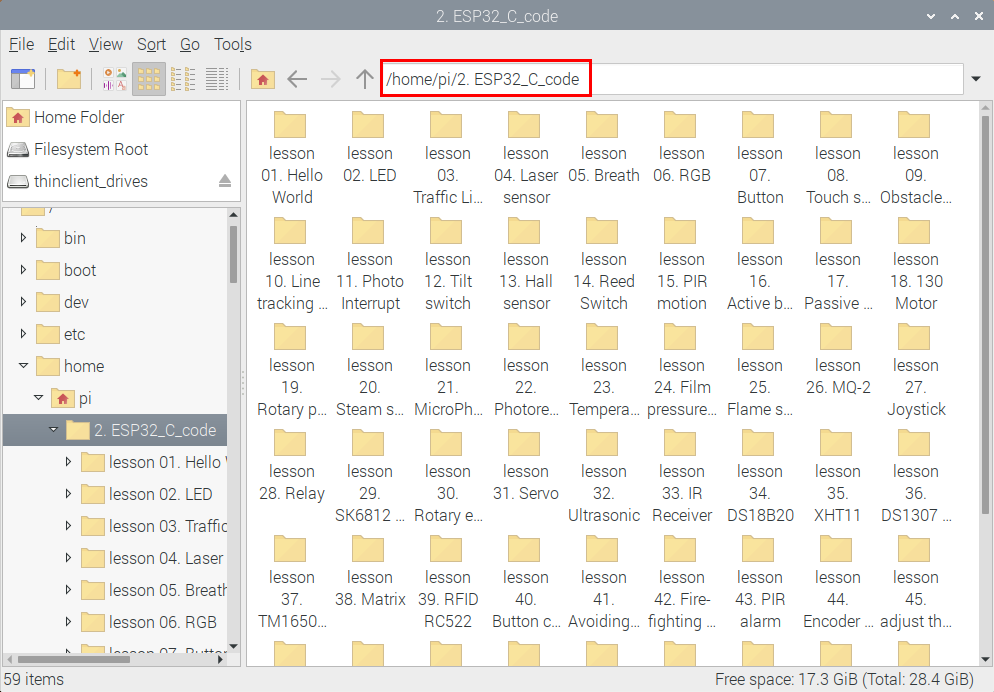 2. ESP32_C_code
File Edit View Sort Go Tools
/home/pi/2. ESP32_C_code
Home Folder
Filesystem Root
thinclient_drives
/
bin
boot
dev
etc
home
pi
2. ESP32_C_code
lesson 01. Hello
lesson 02. LED
lesson 03. Traffic
lesson 04. Laser
lesson 05. Breath
lesson 06. RGB
lesson 07. Butto
lesson
01. Hello
World
lesson
02. LED
lesson
03.
Traffic Li...
lesson
04. Laser
sensor
lesson
05. Breath
lesson
06. RGB
lesson
07.
Button
lesson
08.
Touch s...
lesson
09.
Obstacle...
lesson
10. Line
tracking ...
lesson
11. Photo
Interrupt
lesson
12. Tilt
switch
lesson
13. Hall
sensor
lesson
14. Reed
Switch
lesson
15. PIR
motion
lesson
16.
Active b...
lesson
17.
Passive ...
lesson
18. 130
Motor
lesson
19.
Rotary p...
lesson
20.
Steam s...
lesson
21.
MicroPh...
lesson
22.
Photore...
lesson
23.
Tempera...
lesson
24. Film
pressure...
lesson
25.
Flame s...
lesson
26. MQ-2
lesson
27.
Joystick
lesson
28. Relay
lesson
29.
SK6812 ...
lesson
30.
Rotary e...
lesson
31. Servo
lesson
32.
Ultrasonic
lesson
33. IR
Receiver
lesson
34.
DS18B20
lesson
35.
XHT11
lesson
36.
DS1307 ...
lesson
37.
TM1650...
lesson
38. Matrix
lesson
39. RFID
RC522
lesson
40.
Button c...
lesson
41.
Avoiding...
lesson
42. Fire-
fighting ...
lesson
43. PIR
alarm
lesson
44.
Encoder ...
lesson
45.
adjust th...
59 items
Free space: 17.3 GiB (Total: 28.4 GiB)